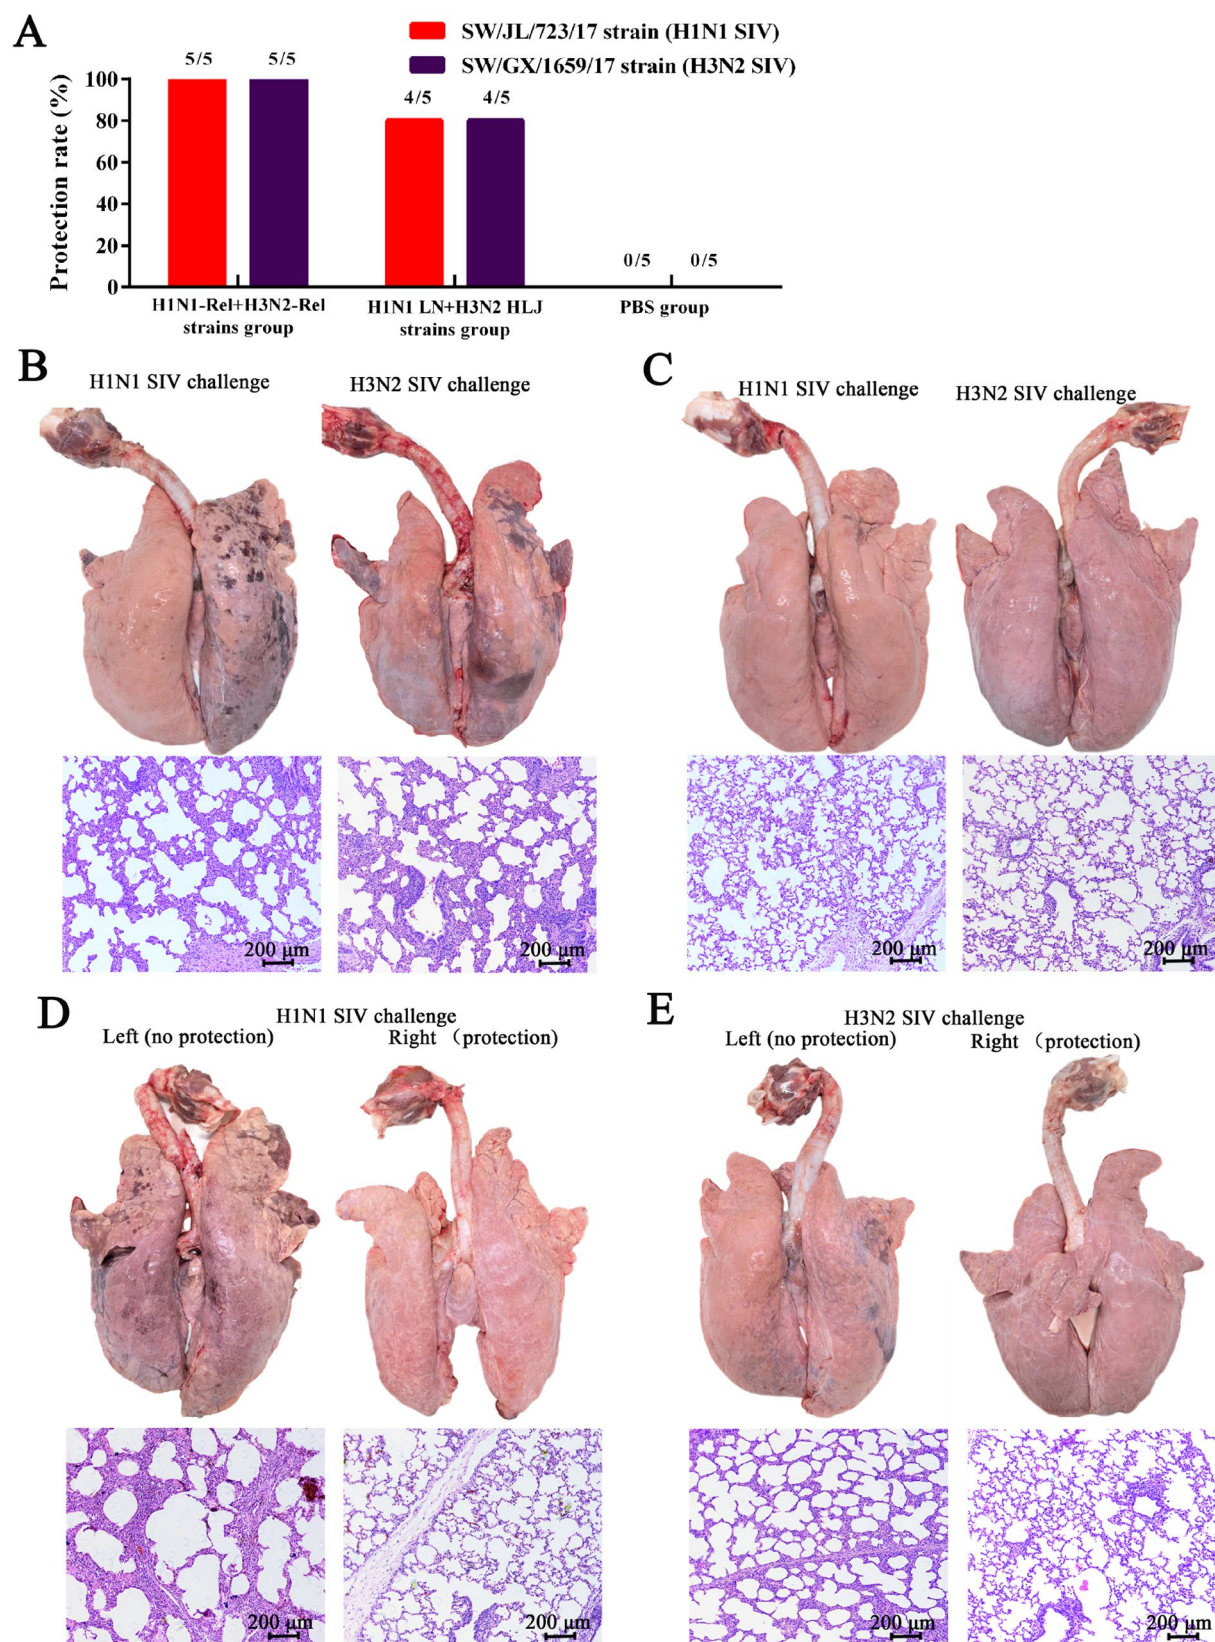 A
SW/JL/723/17 strain (H1N1 SIV)
SW/GX/1659/17 strain (H3N2 SIV)
Protection rate (%)
100
80
60
40
20
0
5/5 5/5
4/5 4/5
0/5 0/5
H1N1-Rel+H3N2-Rel
strains group
H1N1 LN+H3N2 HLJ
strains group
PBS group
B
H1N1 SIV challenge
H3N2 SIV challenge
200 μm
200 μm
C
H1N1 SIV challenge
H3N2 SIV challenge
200 μm
200 μm
D
H1N1 SIV challenge
Left (no protection)
Right （protection)
200 μm
200 μm
E
H3N2 SIV challenge
Left (no protection)
Right （protection)
200 μm
200 μm